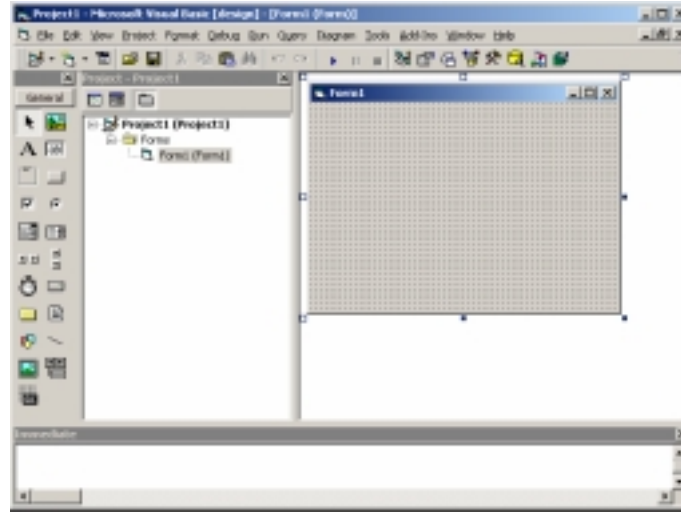 Project1 - Microsoft Visual Basic [design] - [Form1 (Form)]
File Edit View Project Format Debug Run Query Diagram Tools Add-Ins Window Help
Project - Project1
General
Form1
Project1 (Project1)
Forms
Form1 (Form1)
Immediate